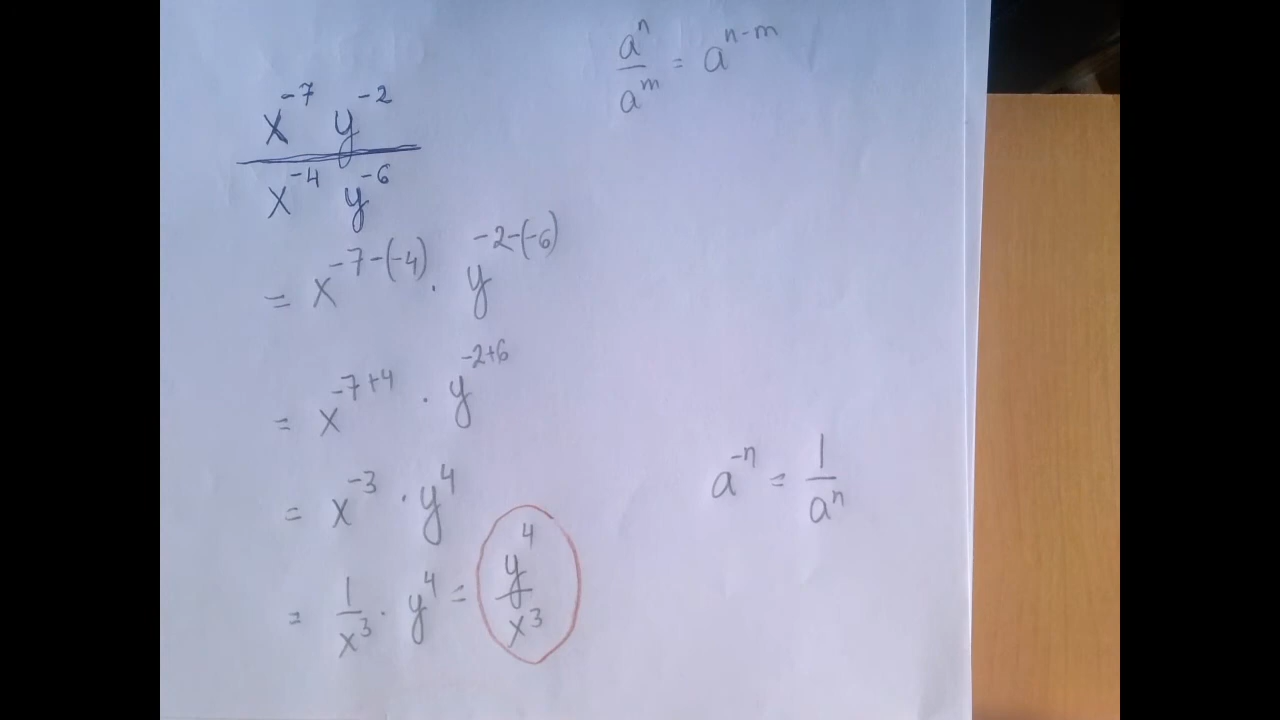 x^-7 y^-2
x^-4 y^-6
a^n
a^m = a^n-m
= x^-7-(-4) · y^-2-(-6)
= x^-7+4 · y^-2+6
= x^-3 · y^4
a^-n = 1/a^n
= 1/x^3 · y^4 = y^4/x^3